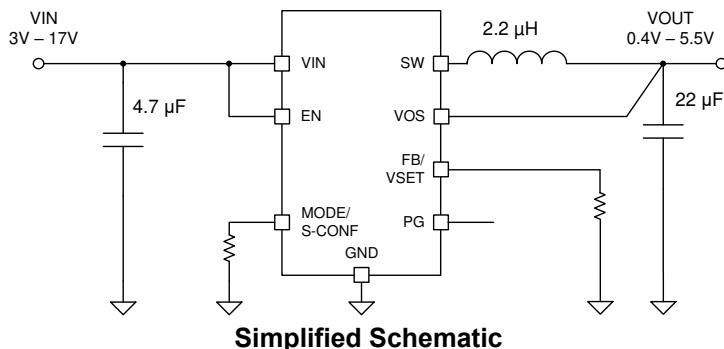 VIN
3V – 17V
2.2 µH
VOUT
0.4V – 5.5V
VIN
SW
4.7 µF
22 µF
EN
VOS
FB/
VSET
MODE/
S-CONF
PG
GND
Simplified Schematic